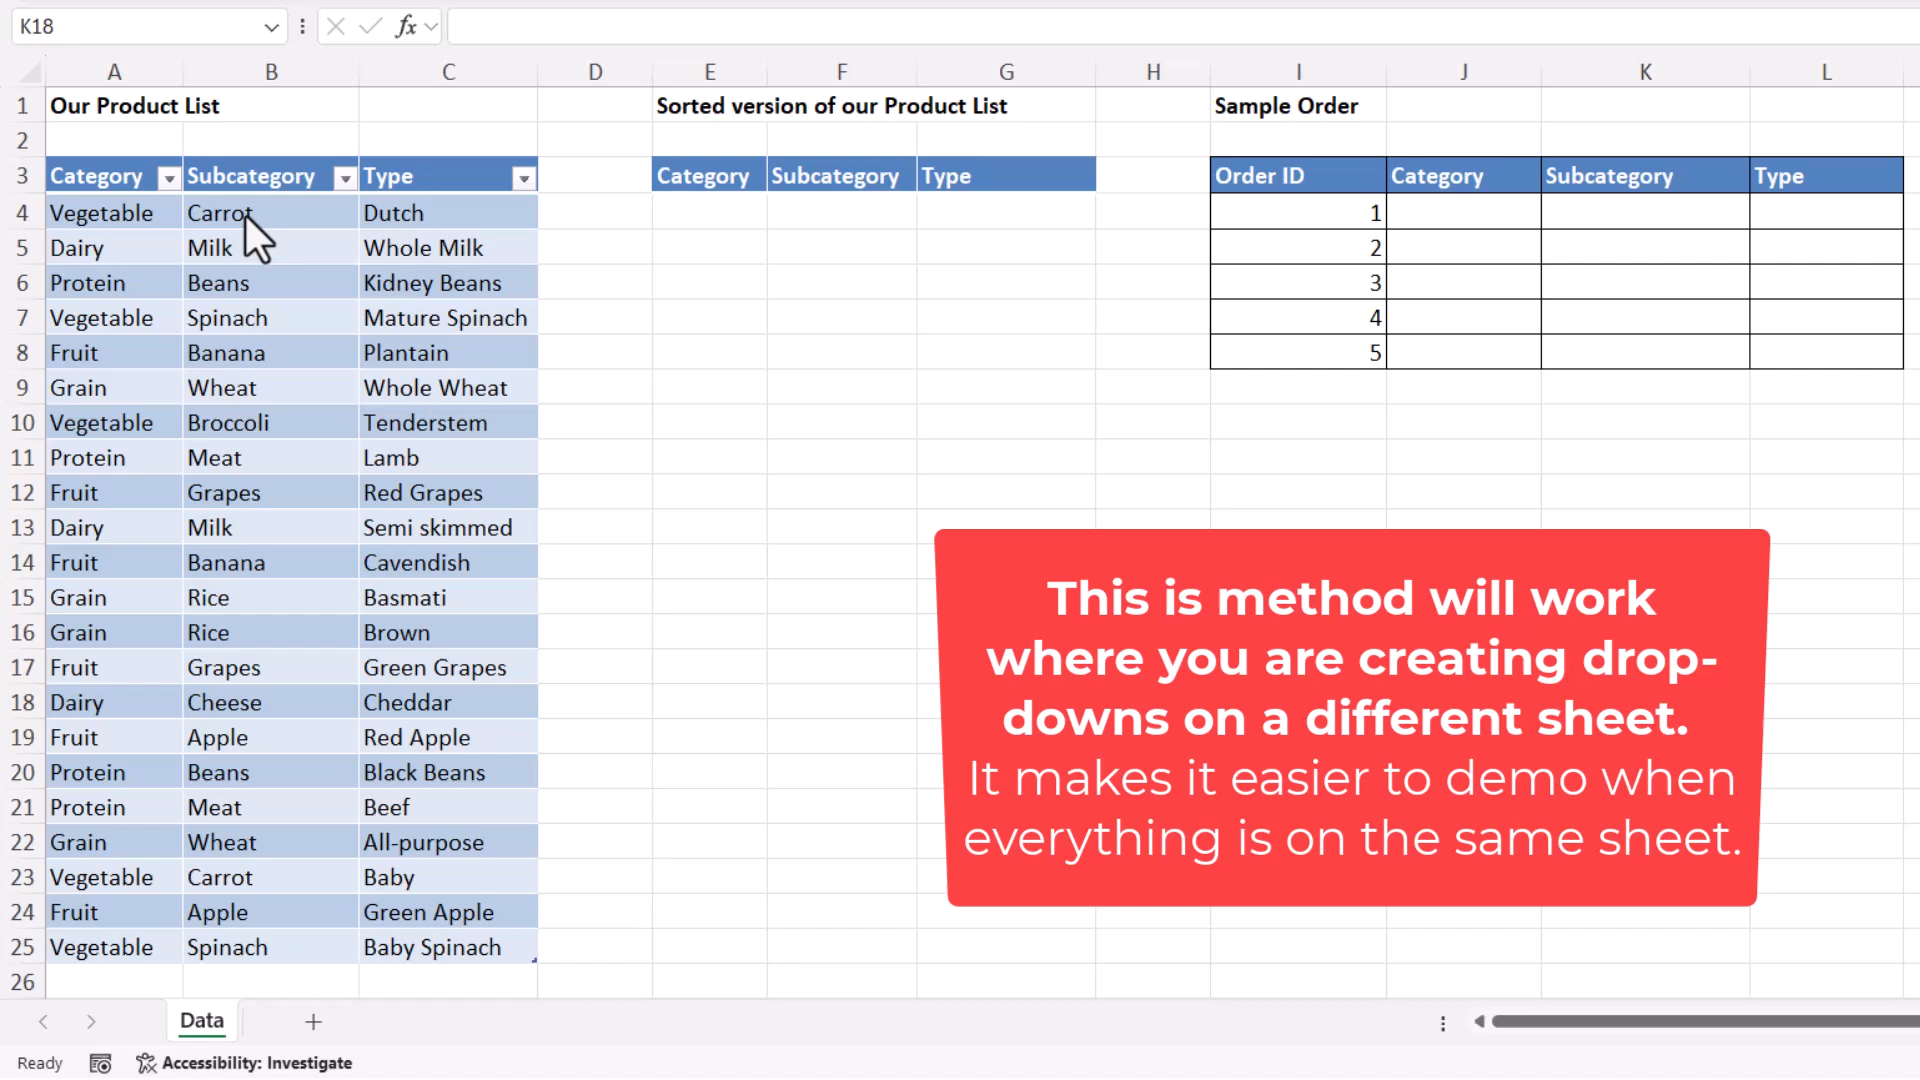 K18
fx
A B C D E F G H I J K L
1 Our Product List Sorted version of our Product List Sample Order
2
3 Category Subcategory Type Category Subcategory Type Order ID Category Subcategory Type
4 Vegetable Carrot Dutch 1
5 Dairy Milk Whole Milk 2
6 Protein Beans Kidney Beans 3
7 Vegetable Spinach Mature Spinach 4
8 Fruit Banana Plantain 5
9 Grain Wheat Whole Wheat
10 Vegetable Broccoli Tenderstem
11 Protein Meat Lamb
12 Fruit Grapes Red Grapes
13 Dairy Milk Semi skimmed
14 Fruit Banana Cavendish
15 Grain Rice Basmati
16 Grain Rice Brown
17 Fruit Grapes Green Grapes
18 Dairy Cheese Cheddar
19 Fruit Apple Red Apple
20 Protein Beans Black Beans
21 Protein Meat Beef
22 Grain Wheat All-purpose
23 Vegetable Carrot Baby
24 Fruit Apple Green Apple
25 Vegetable Spinach Baby Spinach
26
This is method will work
where you are creating drop-
downs on a different sheet.
It makes it easier to demo when
everything is on the same sheet.
Data
Ready Accessibility: Investigate